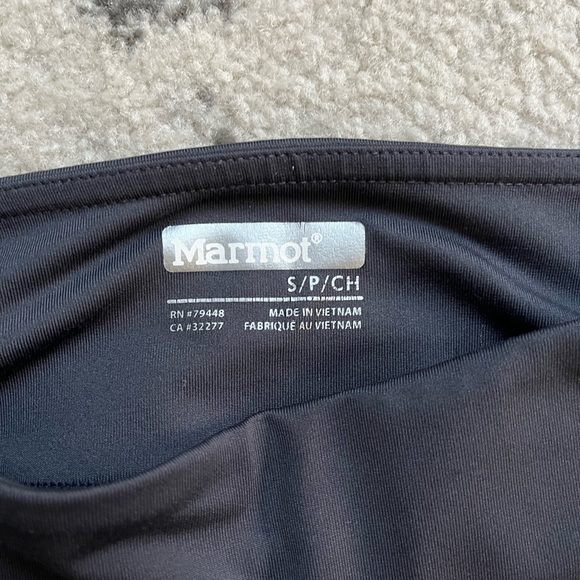 Marmot®
S/P/CH
RN #79448 MADE IN VIETNAM
CA #32277 FABRIQUÉ AU VIETNAM